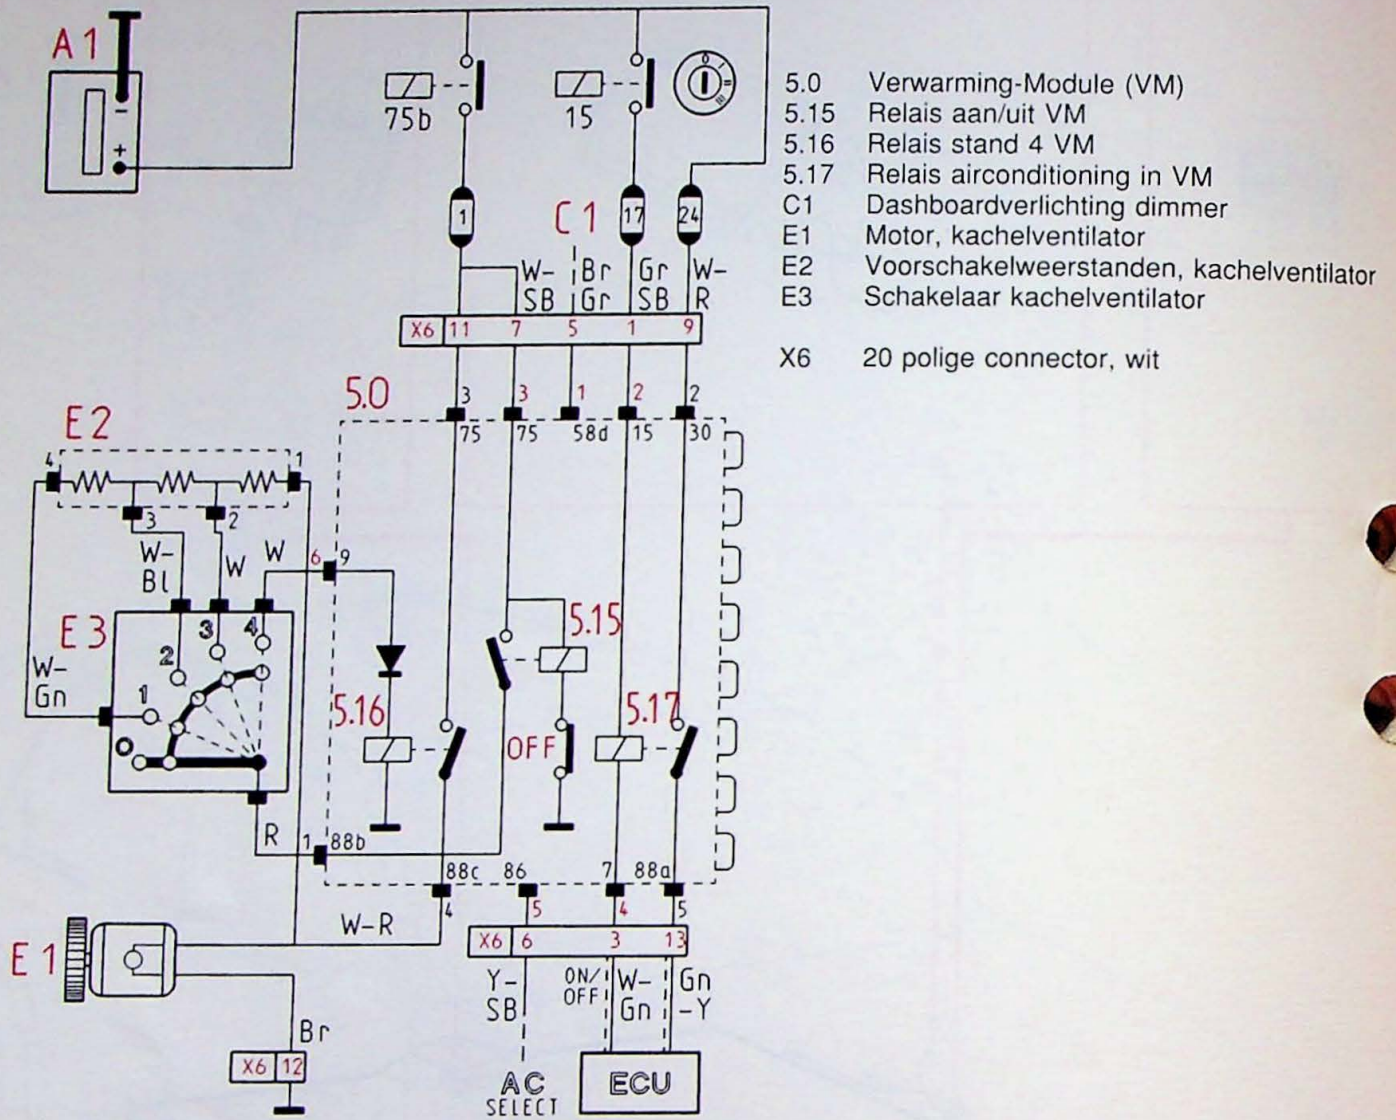 A1
−
+
75b
15
0 I II III
5.0 Verwarming-Module (VM)
5.15 Relais aan/uit VM
5.16 Relais stand 4 VM
5.17 Relais airconditioning in VM
C1 Dashboardverlichting dimmer
E1 Motor, kachelventilator
E2 Voorschakelweerstanden, kachelventilator
E3 Schakelaar kachelventilator
X6 20 polige connector, wit
1 C1 17 24
W- Br Gr W-
SB Gr SB R
X6 11 7 5 1 9
5.0 3 3 1 2 2
75 75 58d 15 30
E2
4 1
3 2
W-
Bl W W 6 9
E3
W-
Gn
0 1 2 3 4
5.15
5.16 5.17
OFF
R 1 88b
88c 86 7 88a
4 5 4 5
W-R
X6 6 3 13
E1
Y- ON/ W- Gn
SB OFF Gn -Y
Br
X6 12
AC
SELECT
ECU